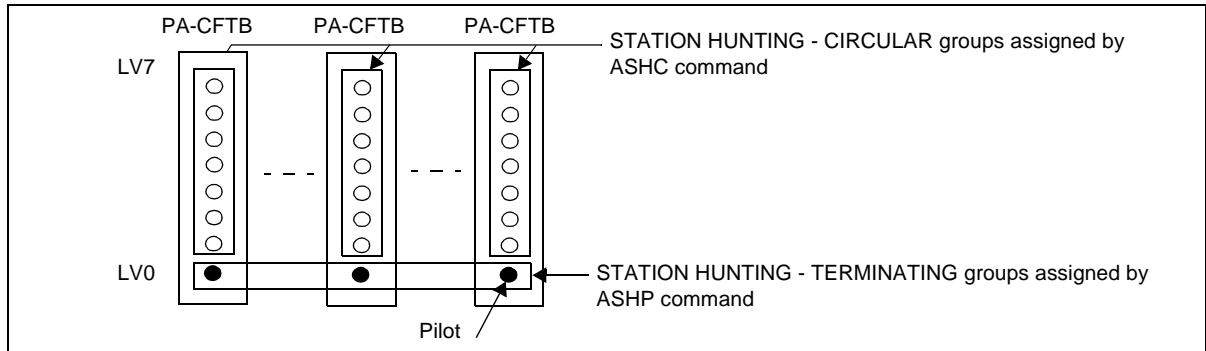 PA-CFTB PA-CFTB PA-CFTB
STATION HUNTING - CIRCULAR groups assigned by
ASHC command
LV7
LV0
STATION HUNTING - TERMINATING groups assigned by
ASHP command
Pilot